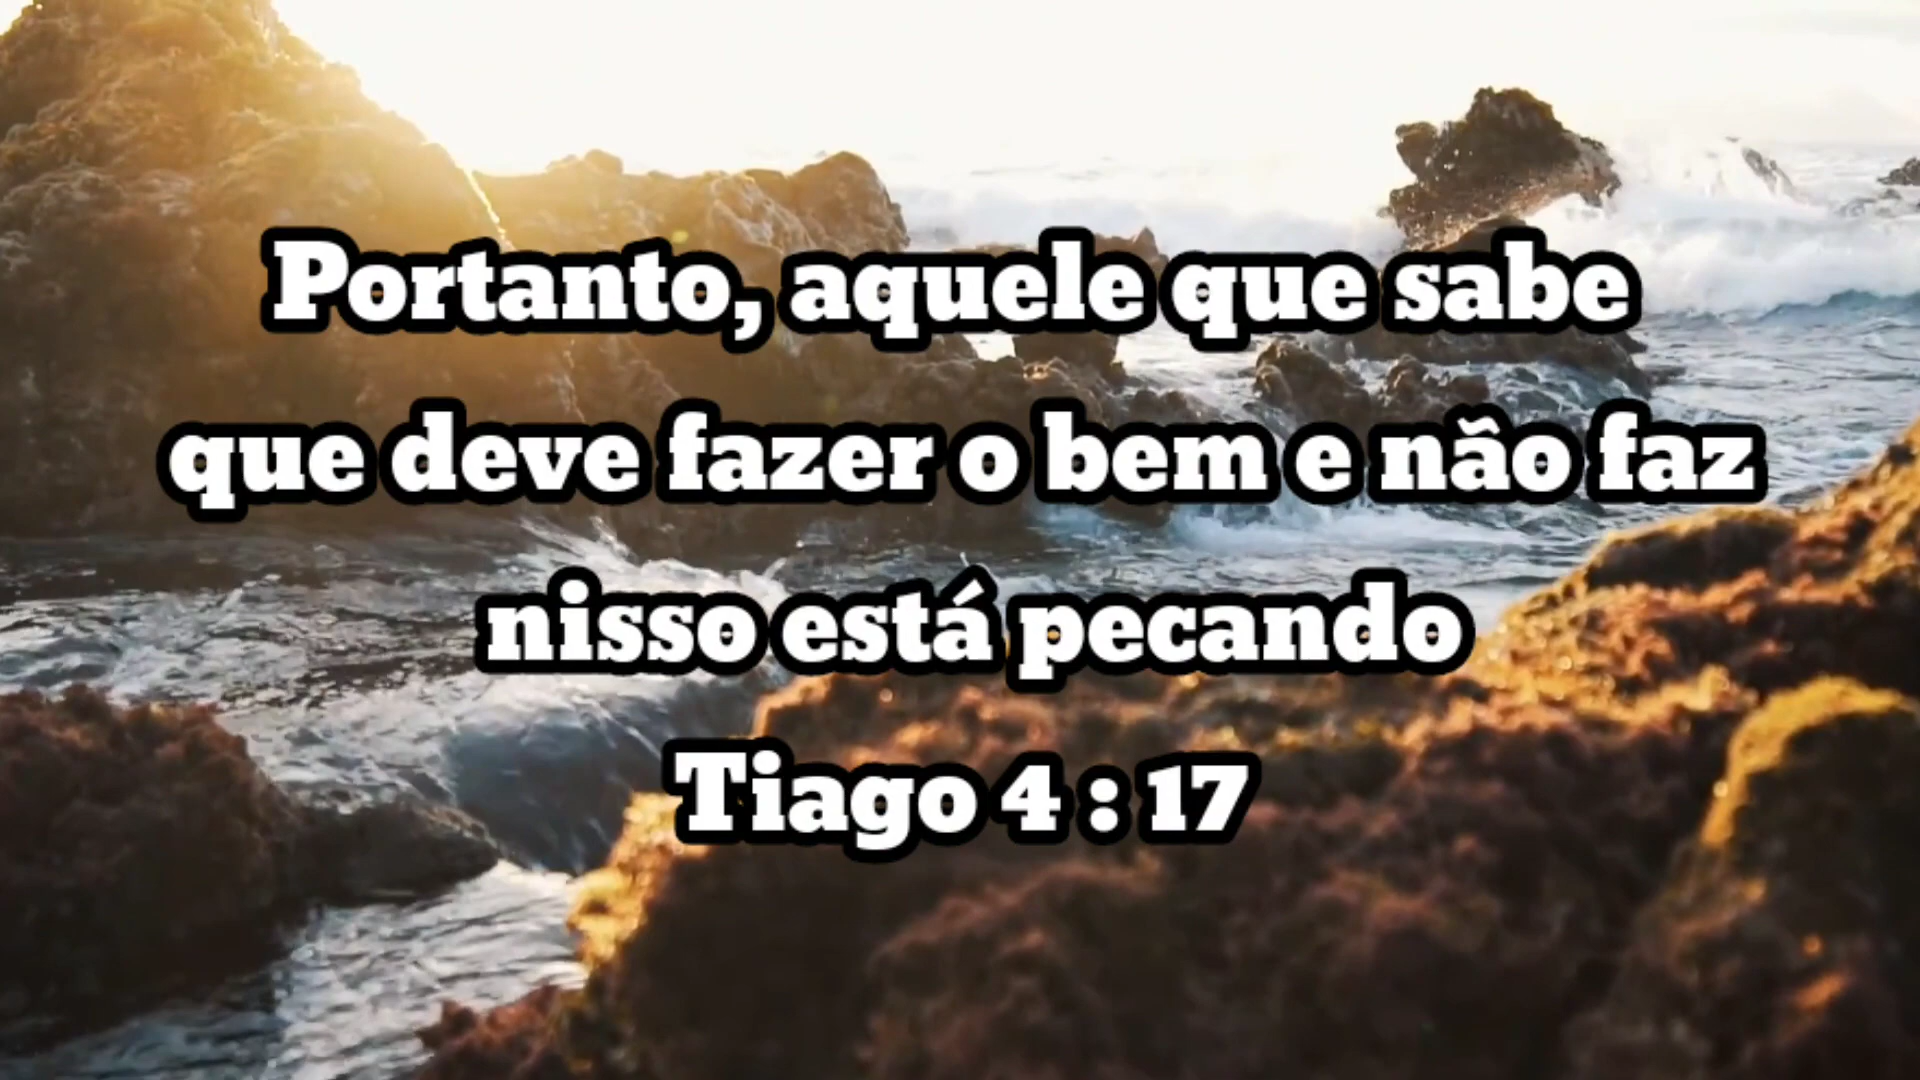 Portanto, aquele que sabe
que deve fazer o bem e não faz
nisso está pecando
Tiago 4 : 17